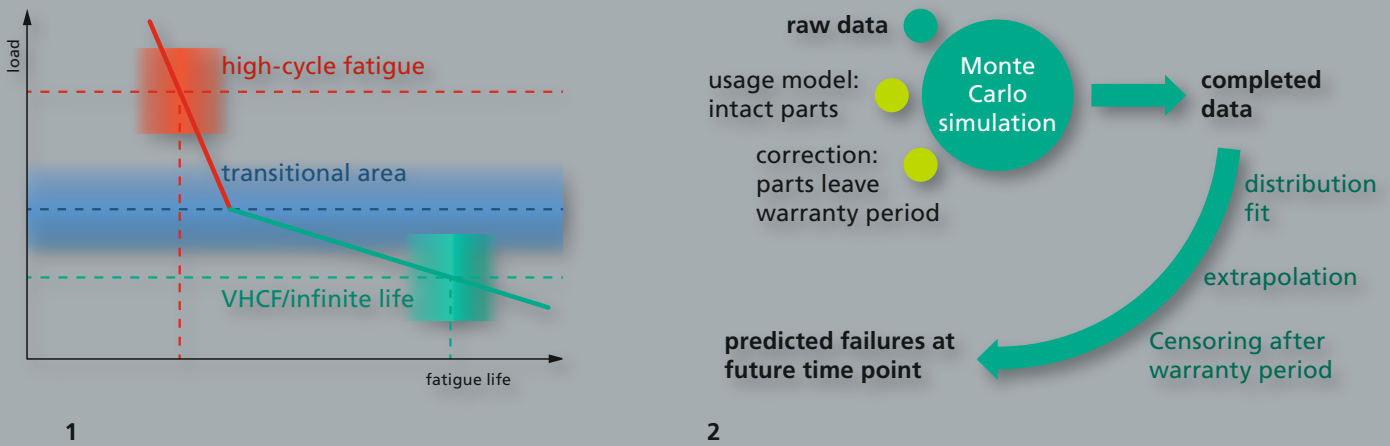 load
high-cycle fatigue
transitional area
VHCF/infinite life
fatigue life
1
raw data
usage model:
intact parts
correction:
parts leave
warranty period
Monte
Carlo
simulation
completed
data
distribution
fit
extrapolation
Censoring after
warranty period
predicted failures at
future time point
2